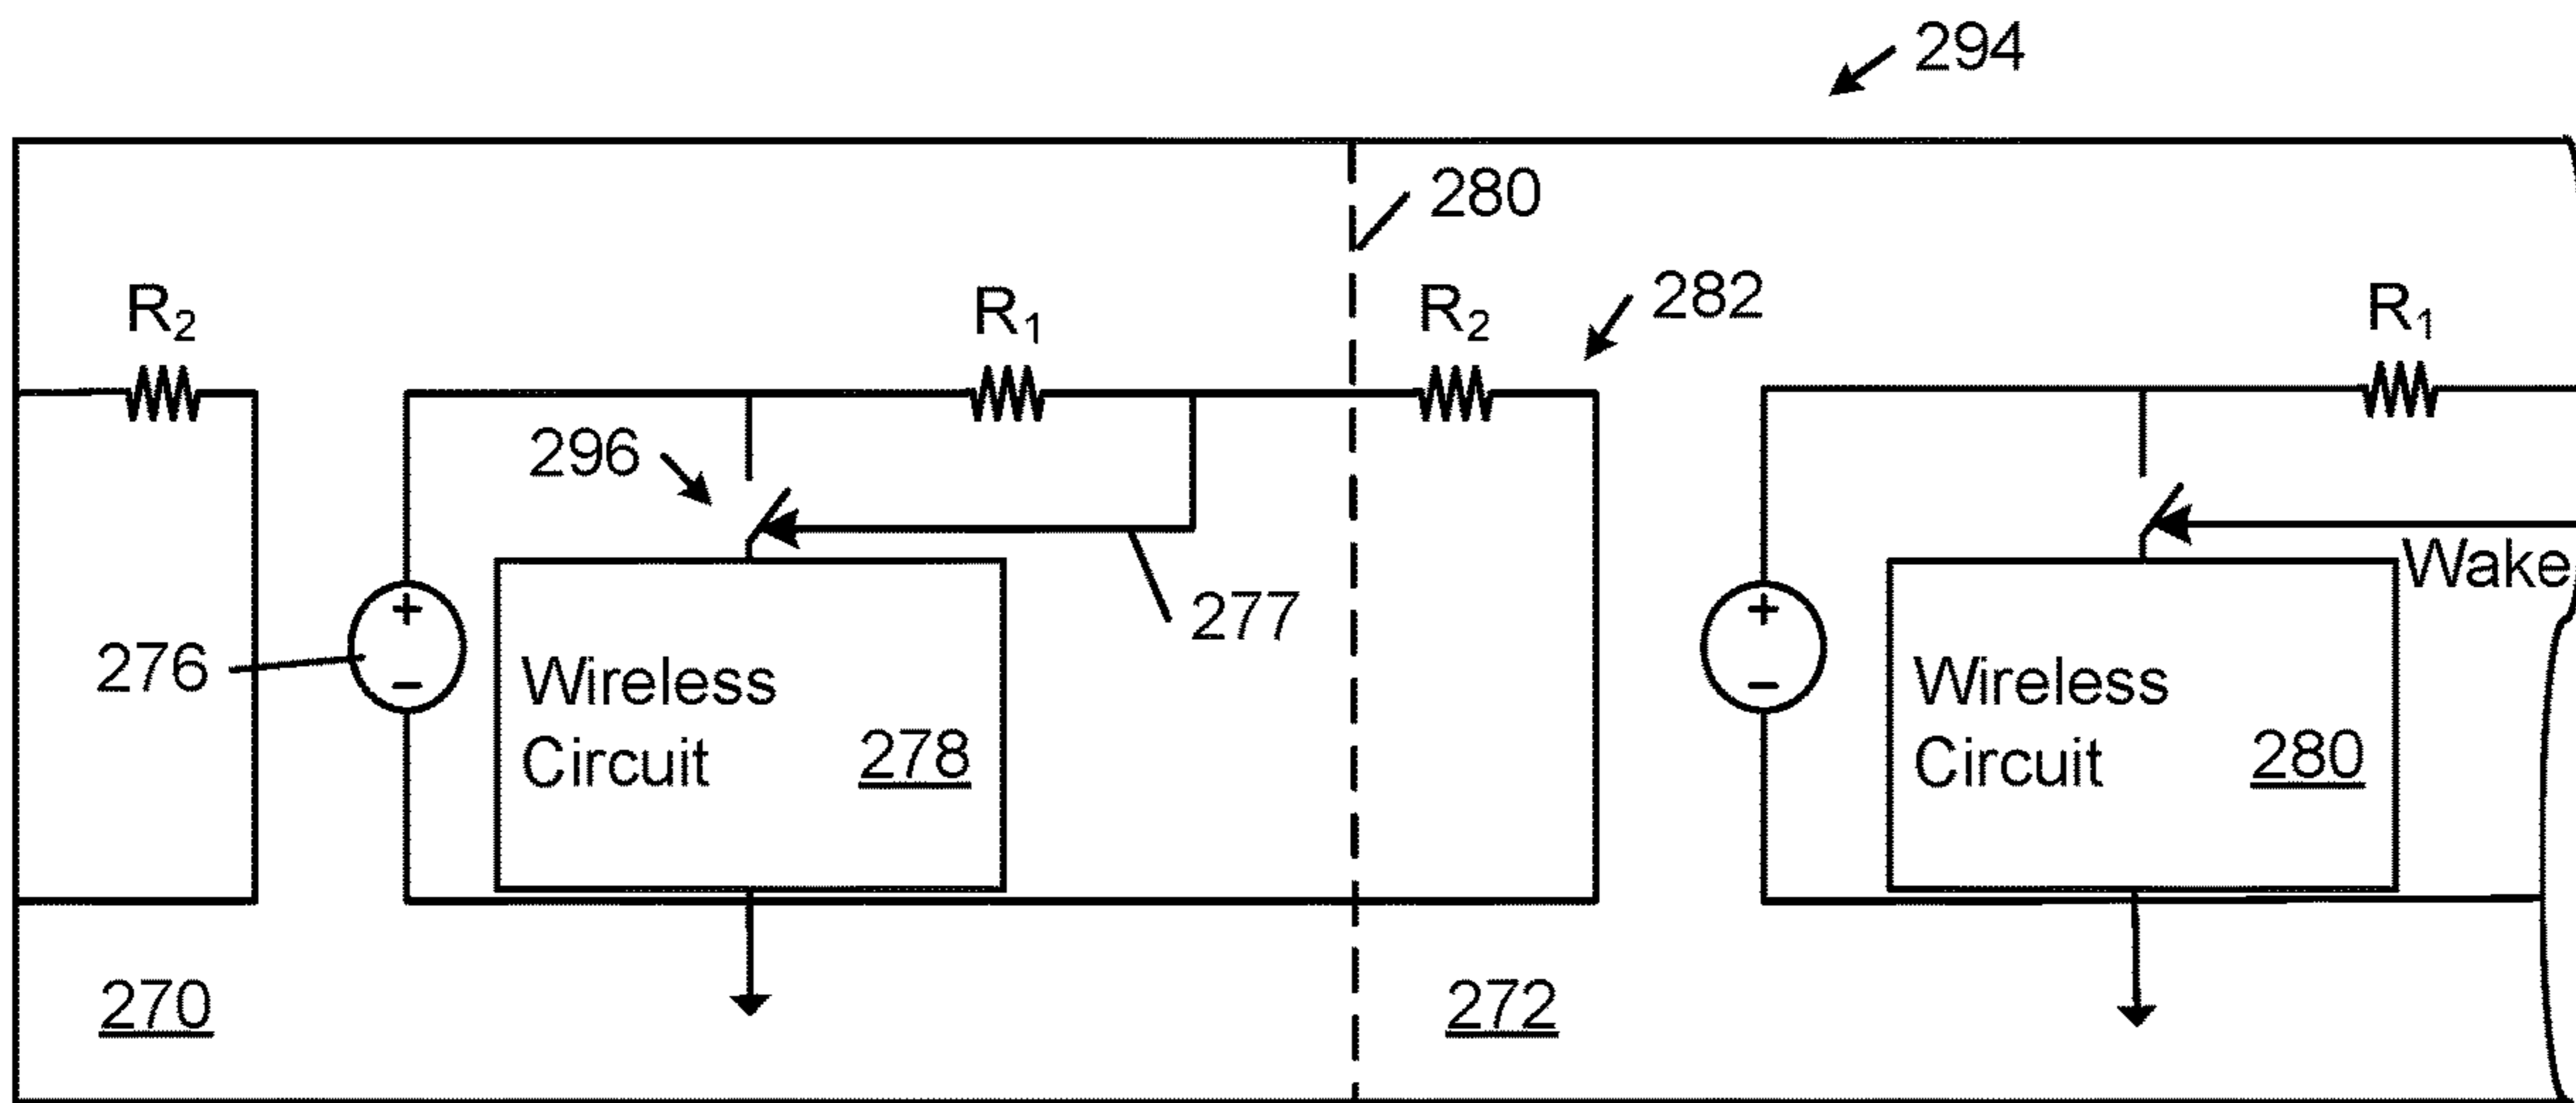 294
280
R2 R1 R2 282 R1
296
277
Wake
276
+
−
Wireless
Circuit 278
+
−
Wireless
Circuit 280
270 272